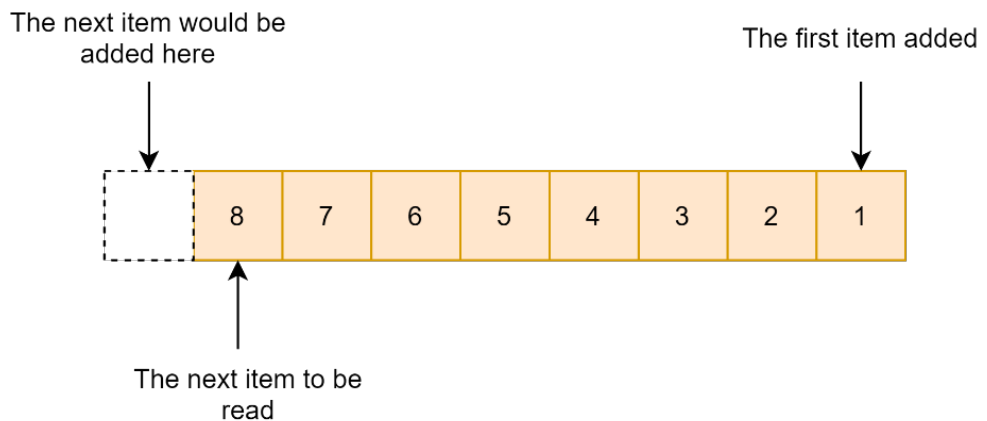 The next item would be
added here
The first item added
8 7 6 5 4 3 2 1
The next item to be
read